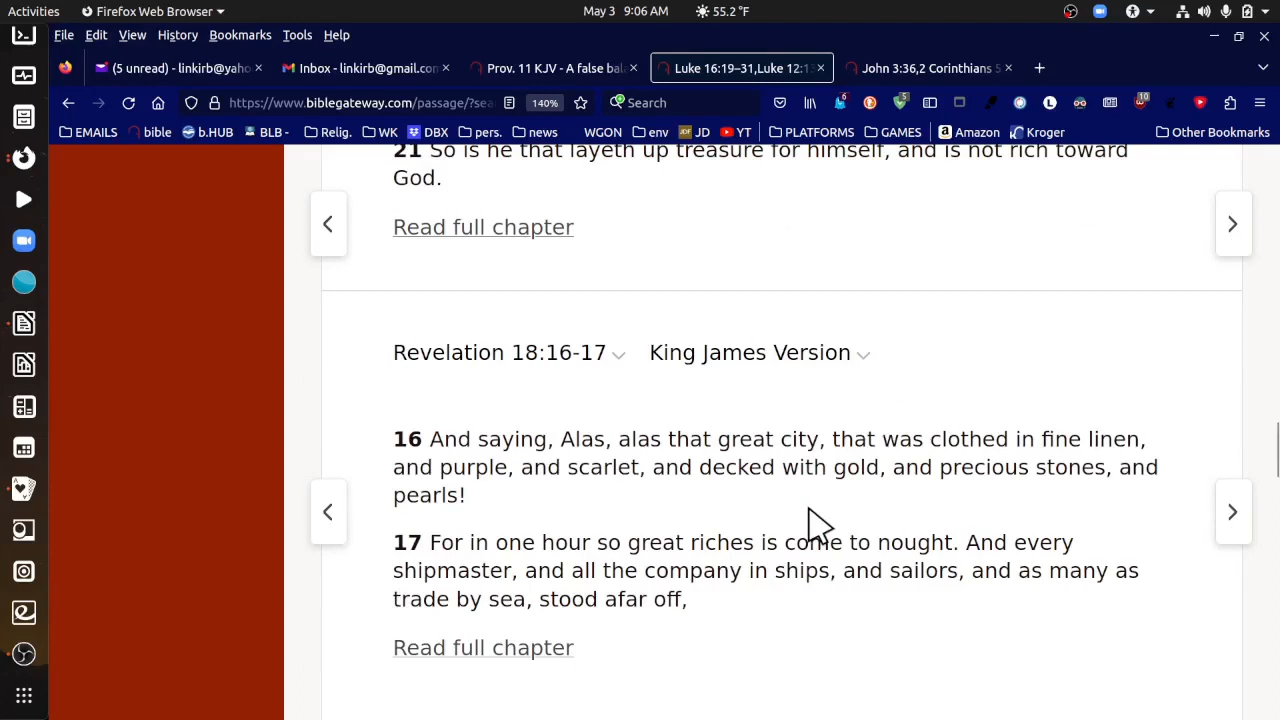 Activities Firefox Web Browser May 3 9:06 AM 55.2 °F
File Edit View History Bookmarks Tools Help
(5 unread) - linkirb@yaho Inbox - linkirb@gmail.co Prov. 11 KJV - A false bal Luke 16:19–31,Luke 12:1 John 3:36,2 Corinthians 5
https://www.biblegateway.com/passage/?sea 140% Search 6 5 10
EMAILS bible b.HUB BLB - Relig. WK DBX pers. news WGON env JD YT PLATFORMS GAMES Amazon Kroger Other Bookmarks
21 So is he that layeth up treasure for himself, and is not rich toward
God.
Read full chapter
Revelation 18:16-17 King James Version
16 And saying, Alas, alas that great city, that was clothed in fine linen,
and purple, and scarlet, and decked with gold, and precious stones, and
pearls!
17 For in one hour so great riches is come to nought. And every
shipmaster, and all the company in ships, and sailors, and as many as
trade by sea, stood afar off,
Read full chapter